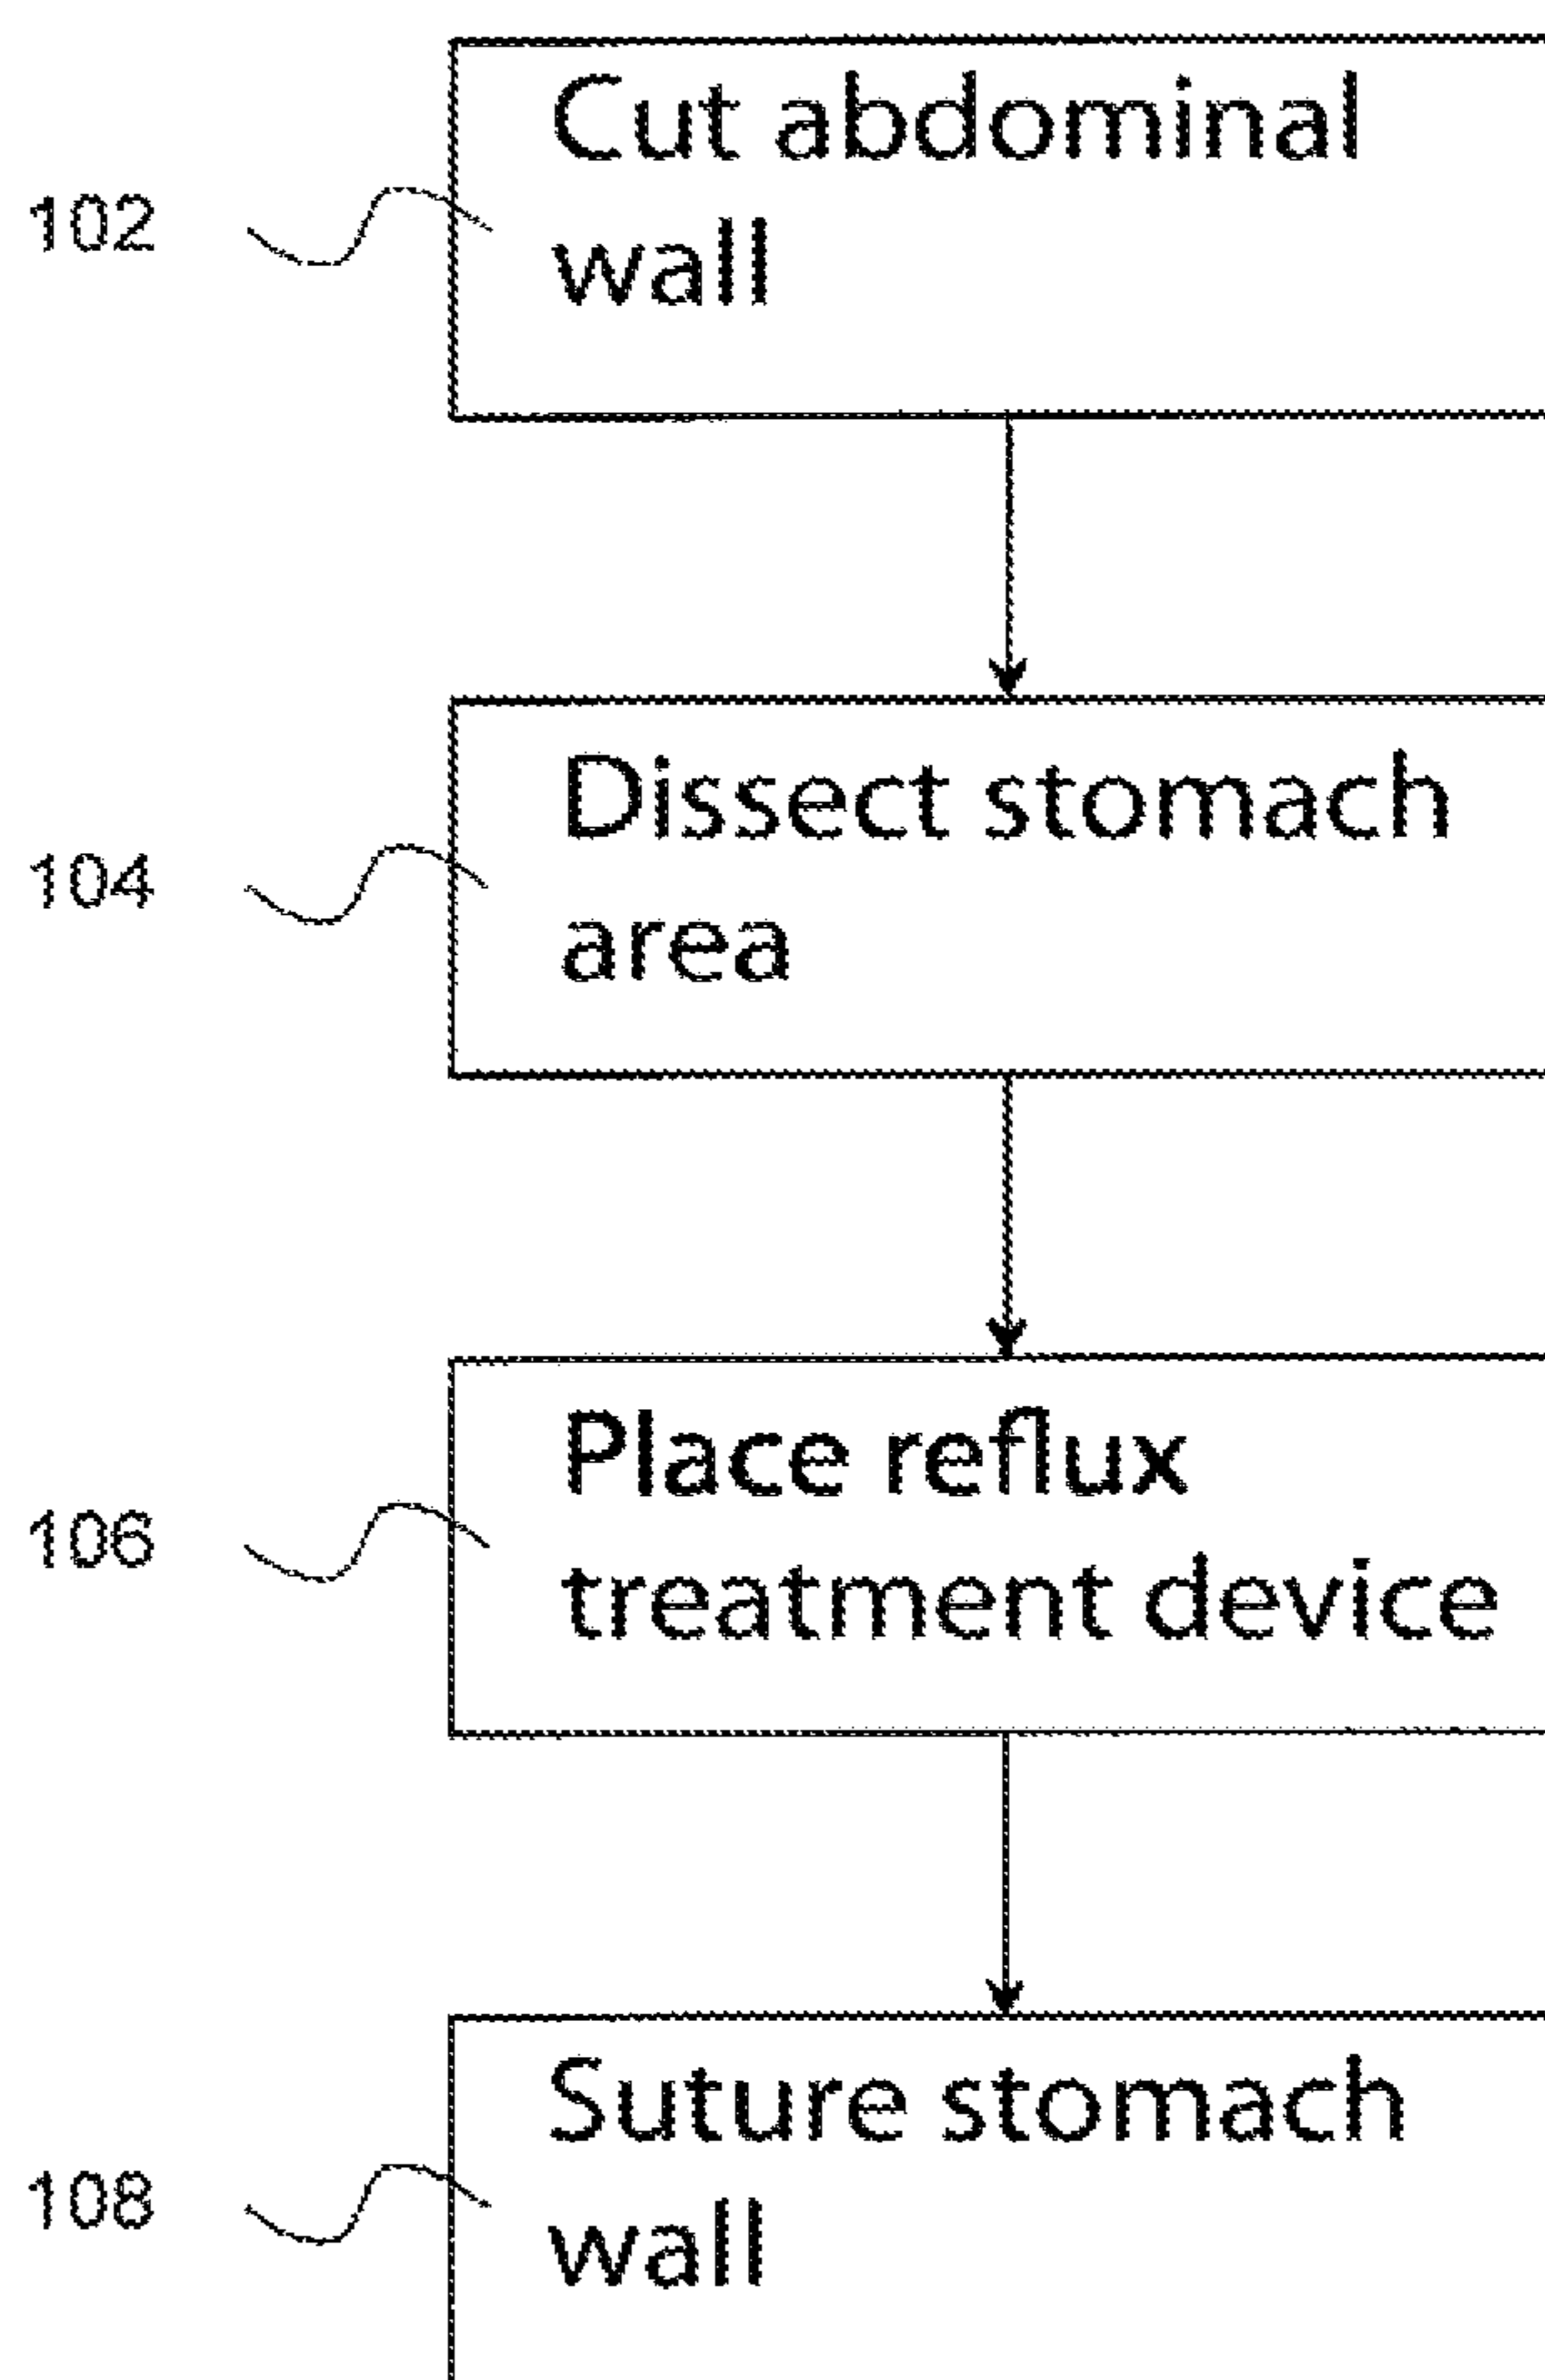 Cut abdominal
wall
102
Dissect stomach
area
104
Place reflux
treatment device
106
Suture stomach
wall
108